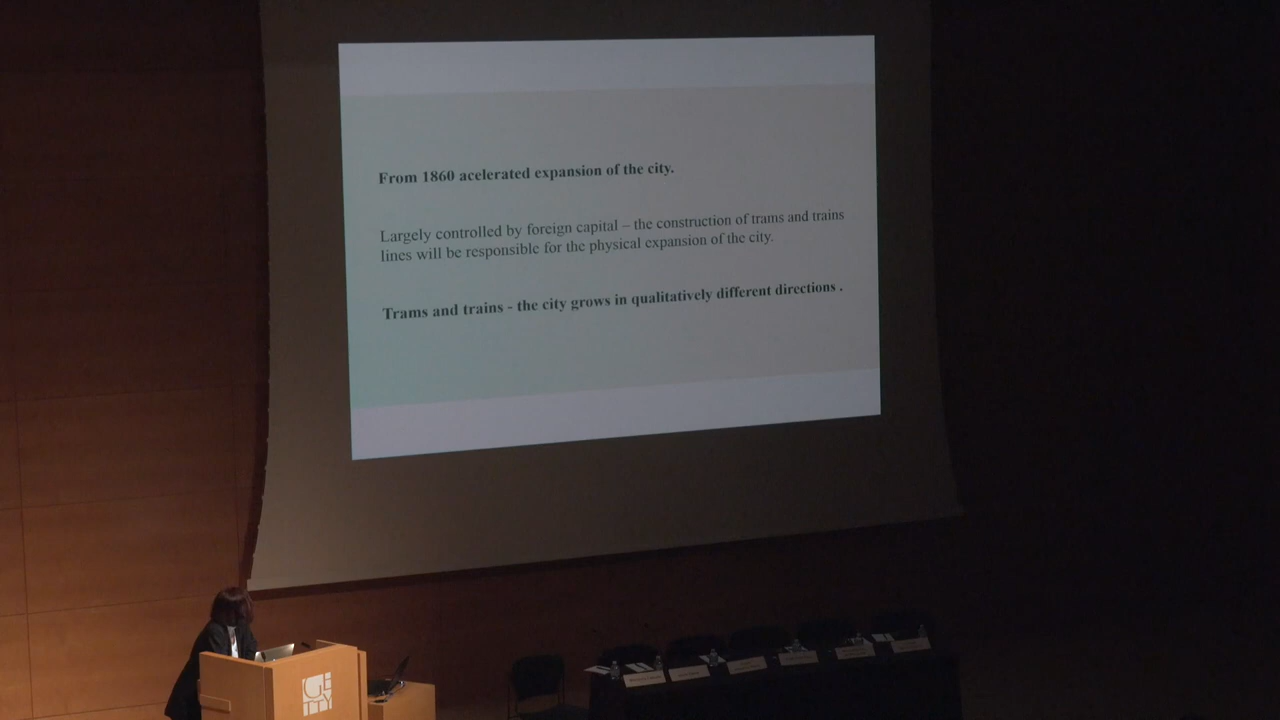 From 1860 acelerated expansion of the city.
Largely controlled by foreign capital – the construction of trams and trains
lines will be responsible for the physical expansion of the city.
Trams and trains - the city grows in qualitatively different directions .
GE
TTY